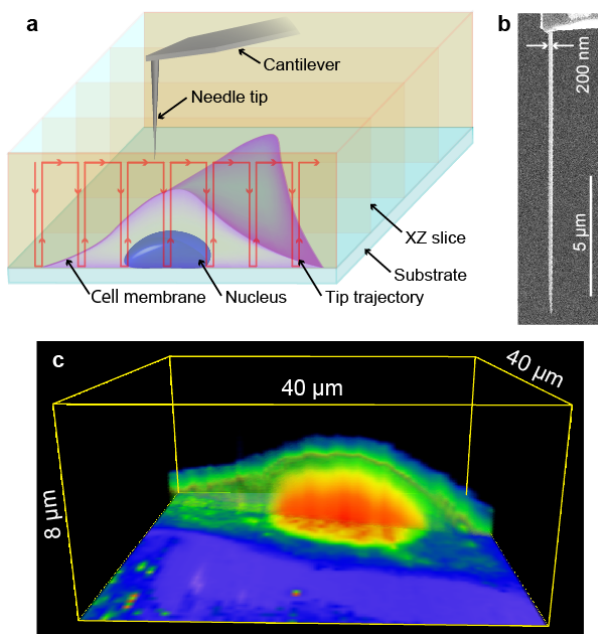 a
Cantilever
Needle tip
XZ slice
Substrate
Cell membrane
Nucleus
Tip trajectory
b
200 nm
5 µm
c
40 µm
40 µm
8 µm